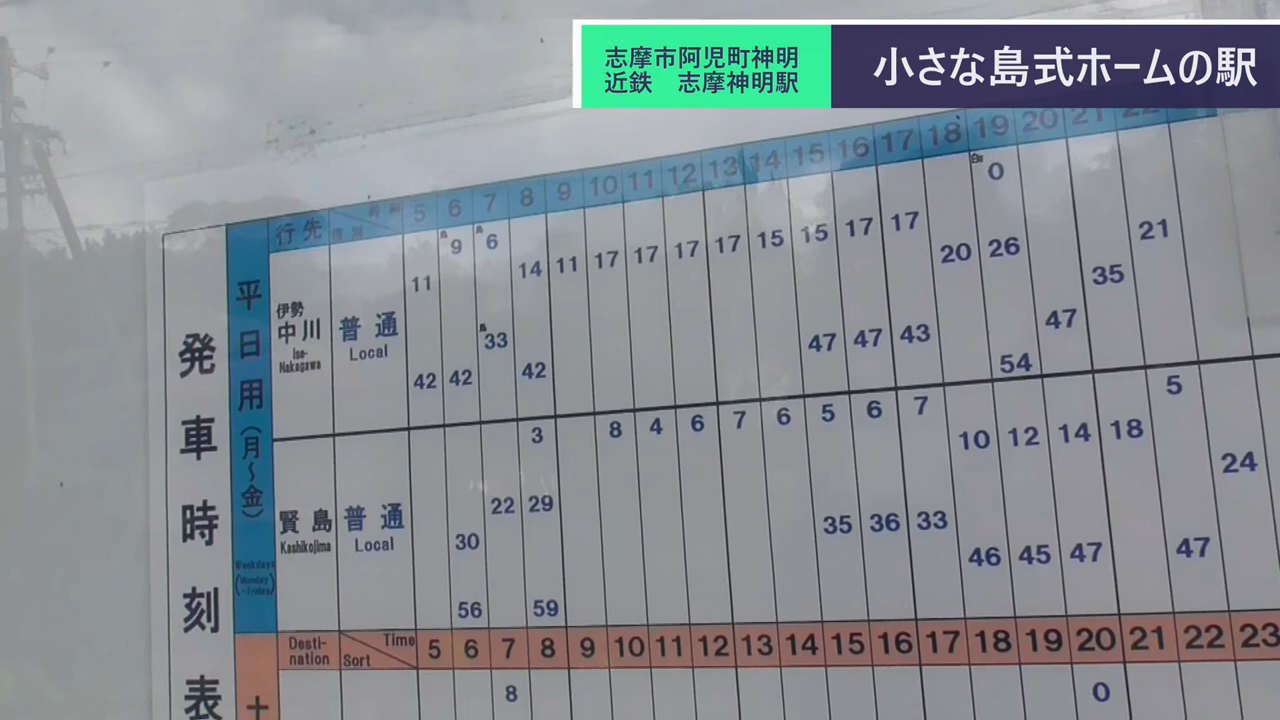 志摩市阿児町神明
近鉄 志摩神明駅
小さな島式ホームの駅
発車時刻表
平日用(月〜金)
Weekdays
(Monday
-Friday)
行先 5 6 7 8 9 10 11 12 13 14 15 16 17 18 19 20 21 22
伊勢
中川
Ise-
Nakagawa
普通
Local
9 6 14 11 17 17 17 17 15 15 17 17 20 0 26 35 21
11 33 47 47 43 54 47
42 42 42
賢島
Kashikojima
普通
Local
3 8 4 6 7 6 5 6 7 10 12 14 18 5 24
30 22 29 35 36 33 46 45 47 47
56 59
Desti-
nation
Time
Sort
5 6 7 8 9 10 11 12 13 14 15 16 17 18 19 20 21 22 23
土
8 0